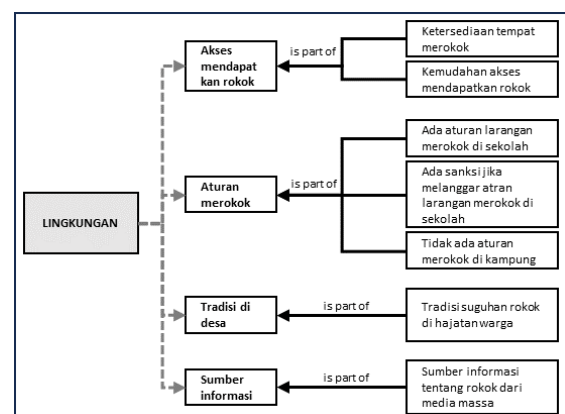 Akses
mendapat
kan rokok
is part of
Ketersediaan tempat
merokok
Kemudahan akses
mendapatkan rokok
LINGKUNGAN
Aturan
merokok
is part of
Ada aturan larangan
merokok di sekolah
Ada sanksi jika
melanggar atran
larangan merokok di
sekolah
Tidak ada aturan
merokok di kampung
Tradisi di
desa
is part of
Tradisi suguhan rokok
di hajatan warga
Sumber
informasi
is part of
Sumber informasi
tentang rokok dari
media massa